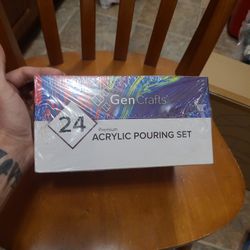 GenCrafts
24
Premium
ACRYLIC POURING SET